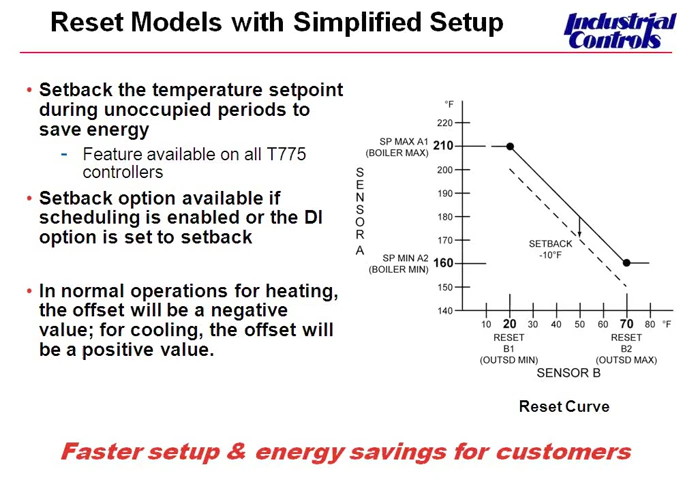 Reset Models with Simplified Setup
Industrial
Controls
• Setback the temperature setpoint
during unoccupied periods to
save energy
- Feature available on all T775
controllers
• Setback option available if
scheduling is enabled or the DI
option is set to setback
• In normal operations for heating,
the offset will be a negative
value; for cooling, the offset will
be a positive value.
°F
220
SP MAX A1
(BOILER MAX)
210
200
190
180
170
SP MIN A2
(BOILER MIN)
160
150
140
SENSOR A
SETBACK
-10°F
10 20 30 40 50 60 70 80 °F
RESET
B1
(OUTSD MIN)
RESET
B2
(OUTSD MAX)
SENSOR B
Reset Curve
Faster setup & energy savings for customers